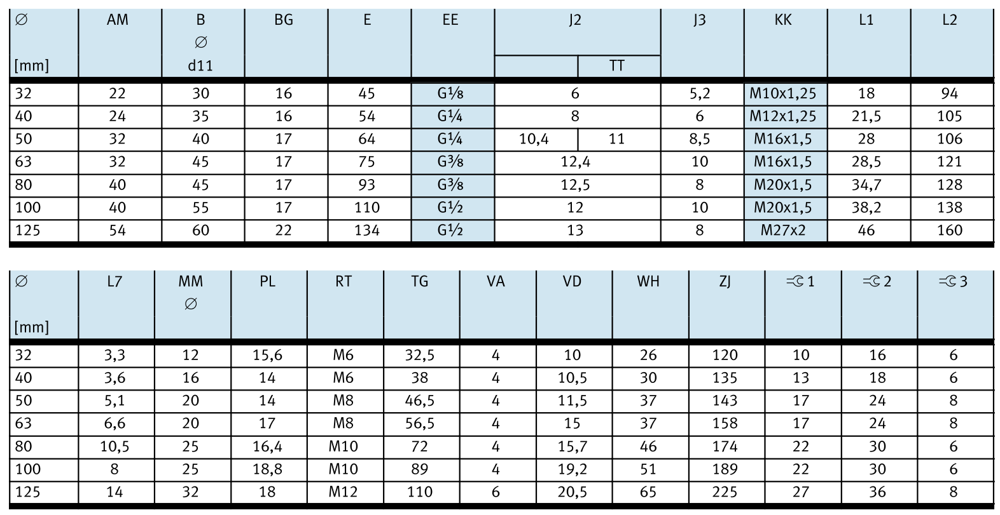 ∅ AM B BG E EE J2 J3 KK L1 L2
∅
[mm] d11 TT
32 22 30 16 45 G⅛ 6 5,2 M10x1,25 18 94
40 24 35 16 54 G¼ 8 6 M12x1,25 21,5 105
50 32 40 17 64 G¼ 10,4 11 8,5 M16x1,5 28 106
63 32 45 17 75 G⅜ 12,4 10 M16x1,5 28,5 121
80 40 45 17 93 G⅜ 12,5 8 M20x1,5 34,7 128
100 40 55 17 110 G½ 12 10 M20x1,5 38,2 138
125 54 60 22 134 G½ 13 8 M27x2 46 160
∅ L7 MM PL RT TG VA VD WH ZJ 1 2 3
∅
[mm]
32 3,3 12 15,6 M6 32,5 4 10 26 120 10 16 6
40 3,6 16 14 M6 38 4 10,5 30 135 13 18 6
50 5,1 20 14 M8 46,5 4 11,5 37 143 17 24 8
63 6,6 20 17 M8 56,5 4 15 37 158 17 24 8
80 10,5 25 16,4 M10 72 4 15,7 46 174 22 30 6
100 8 25 18,8 M10 89 4 19,2 51 189 22 30 6
125 14 32 18 M12 110 6 20,5 65 225 27 36 8